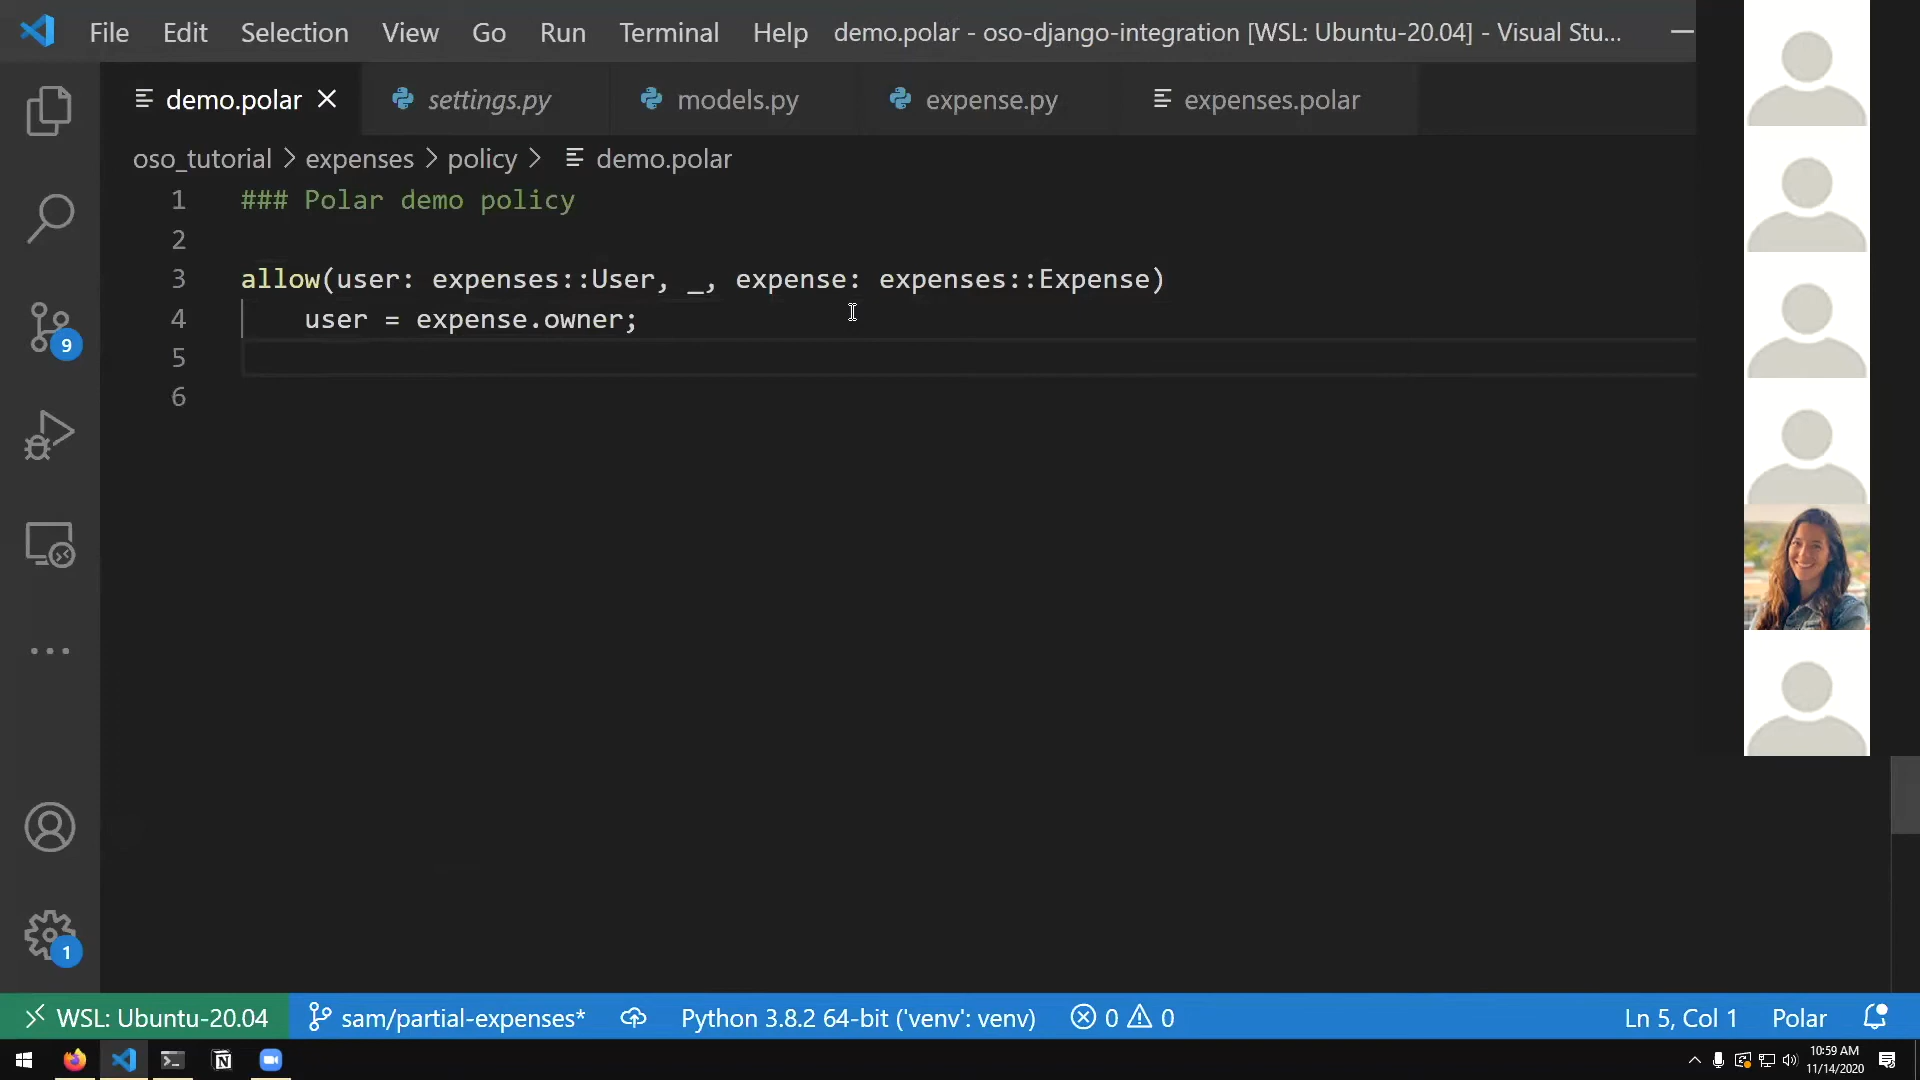 File Edit Selection View Go Run Terminal Help demo.polar - oso-django-integration [WSL: Ubuntu-20.04] - Visual Stu...
demo.polar settings.py models.py expense.py expenses.polar
oso_tutorial > expenses > policy > demo.polar
1 ### Polar demo policy
2
3 allow(user: expenses::User, _, expense: expenses::Expense)
4 user = expense.owner;
5
6
9
1
WSL: Ubuntu-20.04 sam/partial-expenses* Python 3.8.2 64-bit ('venv': venv) 0 0 Ln 5, Col 1 Polar
10:59 AM
11/14/2020